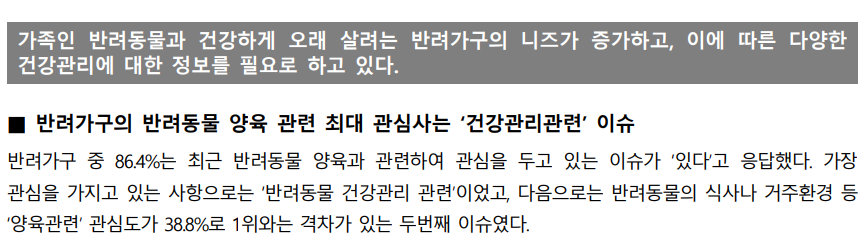 가족인 반려동물과 건강하게 오래 살려는 반려가구의 니즈가 증가하고, 이에 따른 다양한
건강관리에 대한 정보를 필요로 하고 있다.
■ 반려가구의 반려동물 양육 관련 최대 관심사는 ‘건강관리관련’ 이슈
반려가구 중 86.4%는 최근 반려동물 양육과 관련하여 관심을 두고 있는 이슈가 ‘있다’고 응답했다. 가장
관심을 가지고 있는 사항으로는 ‘반려동물 건강관리 관련’이었고, 다음으로는 반려동물의 식사나 거주환경 등
‘양육관련’ 관심도가 38.8%로 1위와는 격차가 있는 두번째 이슈였다.